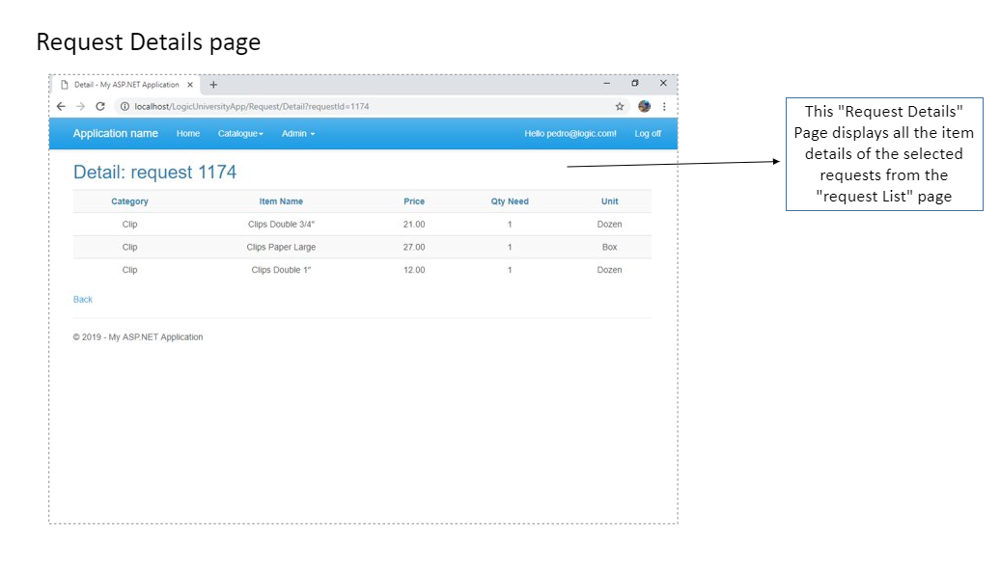 Request Details page
Detail - My ASP.NET Application
localhost/LogicUniversityApp/Request/Detail?requestId=1174
Application name Home Catalogue Admin Hello pedro@logic.com! Log off
Detail: request 1174
Category Item Name Price Qty Need Unit
Clip Clips Double 3/4" 21.00 1 Dozen
Clip Clips Paper Large 27.00 1 Box
Clip Clips Double 1" 12.00 1 Dozen
Back
© 2019 - My ASP.NET Application
This "Request Details"
Page displays all the item
details of the selected
requests from the
"request List" page